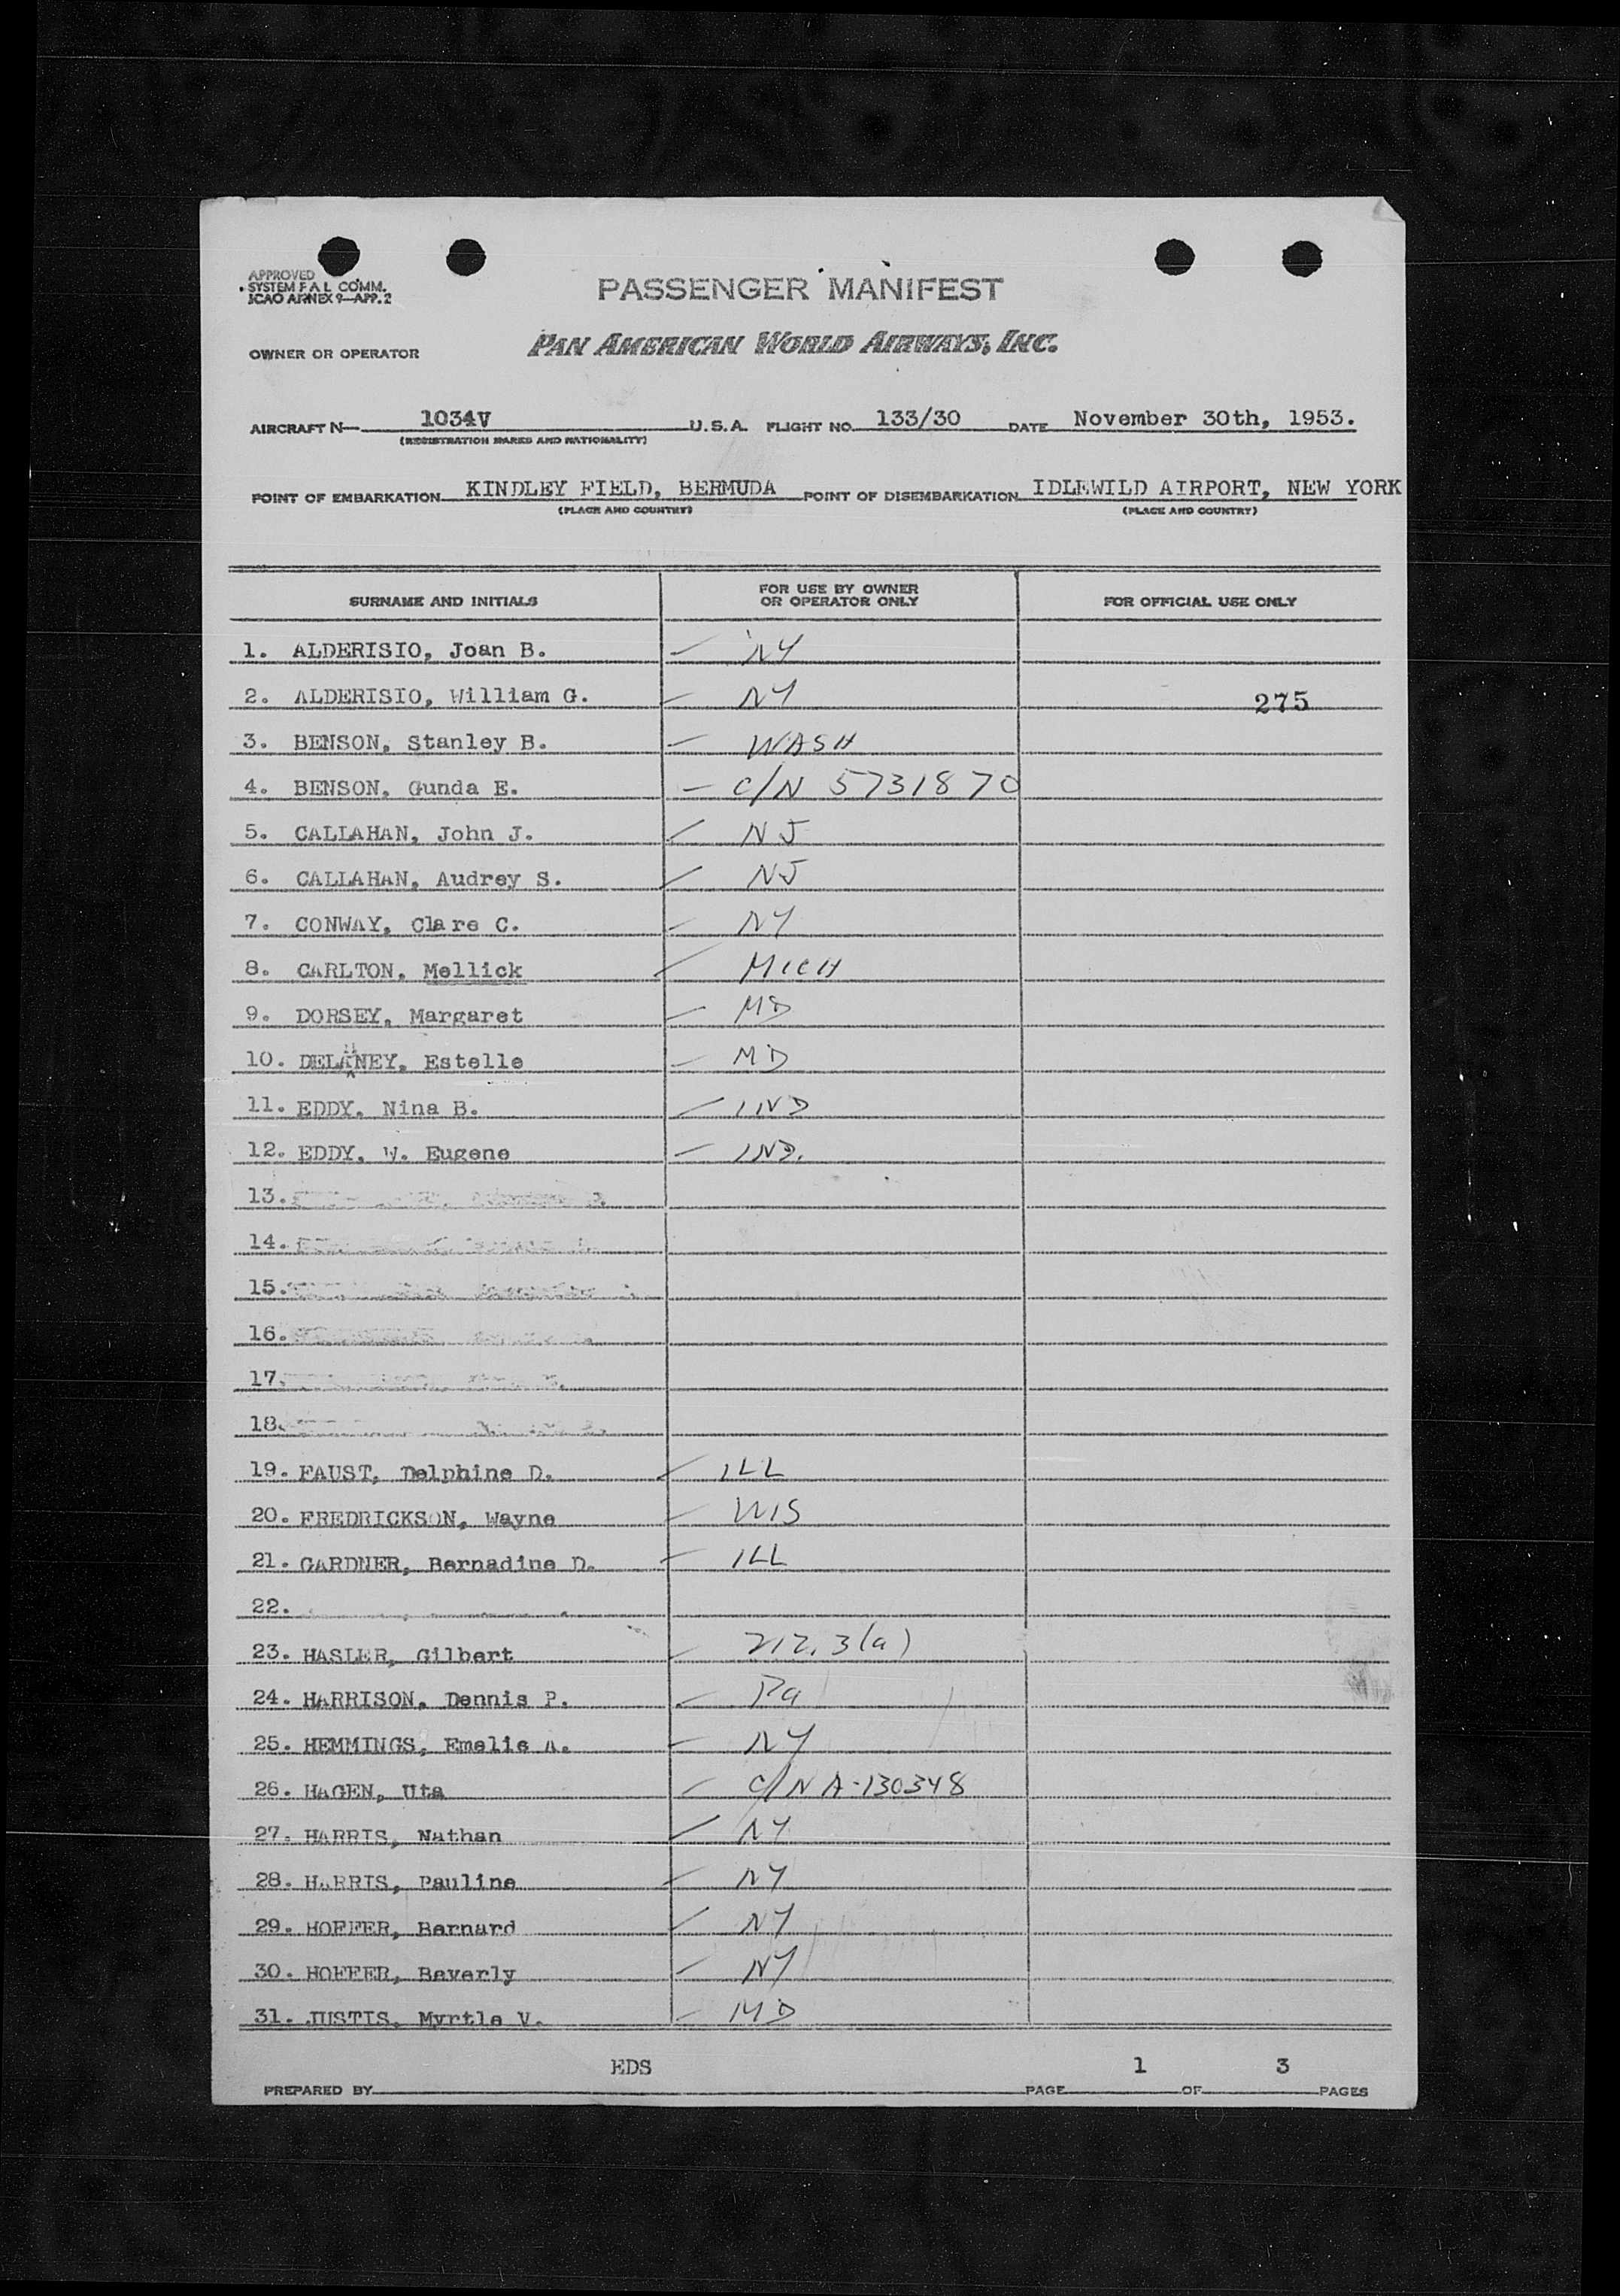 APPROVED
SYSTEM F A L COMM.
ICAO ANNEX 9—APP. 2
PASSENGER MANIFEST
OWNER OR OPERATOR PAN AMERICAN WORLD AIRWAYS, INC.
AIRCRAFT N— 1034V U.S.A. FLIGHT NO. 133/30 DATE November 30th, 1953.
(REGISTRATION MARKS AND NATIONALITY)
POINT OF EMBARKATION KINDLEY FIELD, BERMUDA POINT OF DISEMBARKATION IDLEWILD AIRPORT, NEW YORK
(PLACE AND COUNTRY) (PLACE AND COUNTRY)
SURNAME AND INITIALS FOR USE BY OWNER OR OPERATOR ONLY FOR OFFICIAL USE ONLY
1. ALDERISIO, Joan B. — NY
2. ALDERISIO, William G. — NY 275
3. BENSON, Stanley B. — WASH
4. BENSON, Gunda E. — C/N 5731870
5. CALLAHAN, John J. — NJ
6. CALLAHAN, Audrey S. — NJ
7. CONWAY, Clare C. — NY
8. CARLTON, Mellick — MICH
9. DORSEY, Margaret — MD
10. DELANEY, Estelle — MD
11. EDDY, Nina B. — IND
12. EDDY, W. Eugene — IND.
13.
14.
15.
16.
17.
18.
19. FAUST, Delphine D. — ILL
20. FREDRICKSON, Wayne — WIS
21. GARDNER, Bernadine D. — ILL
22.
23. HASLER, Gilbert — 212.3(a)
24. HARRISON, Dennis P. — Pa
25. HEMMINGS, Emelie A. — NY
26. HAGEN, Uta — C/N A-130348
27. HARRIS, Nathan — NY
28. HARRIS, Pauline — NY
29. HOFFER, Bernard — NY
30. HOFFER, Beverly — NY
31. JUSTIS, Myrtle V. — MD
PREPARED BY EDS PAGE 1 OF 3 PAGES